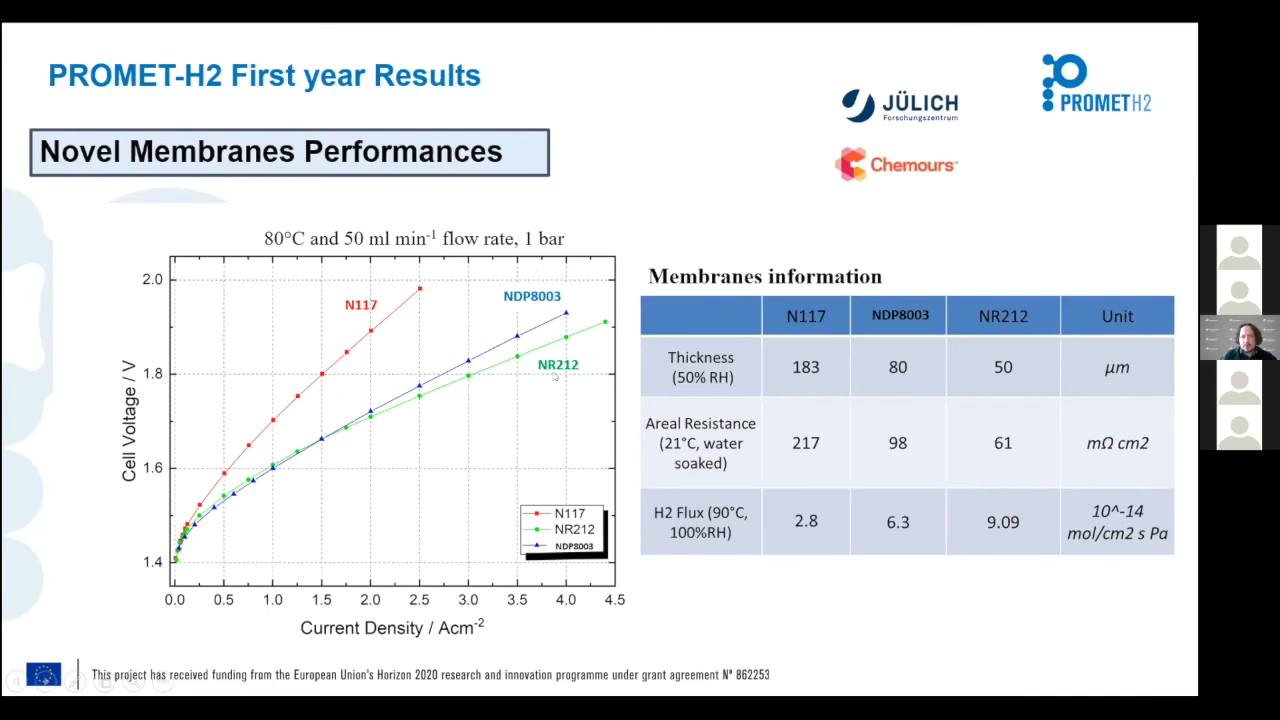 PROMET-H2 First year Results
JÜLICH
Forschungszentrum
PROMETH2
Chemours™
Novel Membranes Performances
80°C and 50 ml min-1 flow rate, 1 bar
2.0
1.8
1.6
1.4
Cell Voltage / V
N117
NDP8003
NR212
N117
NR212
NDP8003
0.0 0.5 1.0 1.5 2.0 2.5 3.0 3.5 4.0 4.5
Current Density / Acm-2
Membranes information
N117 NDP8003 NR212 Unit
Thickness
(50% RH)
183 80 50 µm
Areal Resistance
(21°C, water
soaked)
217 98 61 mΩ cm2
H2 Flux (90°C,
100%RH)
2.8 6.3 9.09 10^-14
mol/cm2 s Pa
This project has received funding from the European Union's Horizon 2020 research and innovation programme under grant agreement Nº 862253